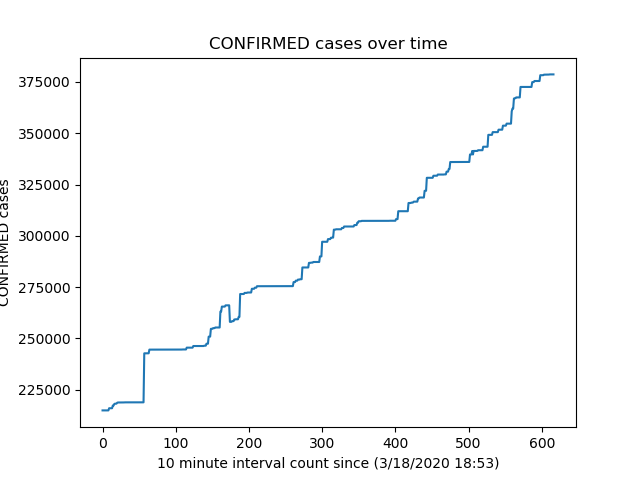 CONFIRMED cases over time
375000
350000
325000
300000
275000
250000
225000
CONFIRMED cases
0 100 200 300 400 500 600
10 minute interval count since (3/18/2020 18:53)